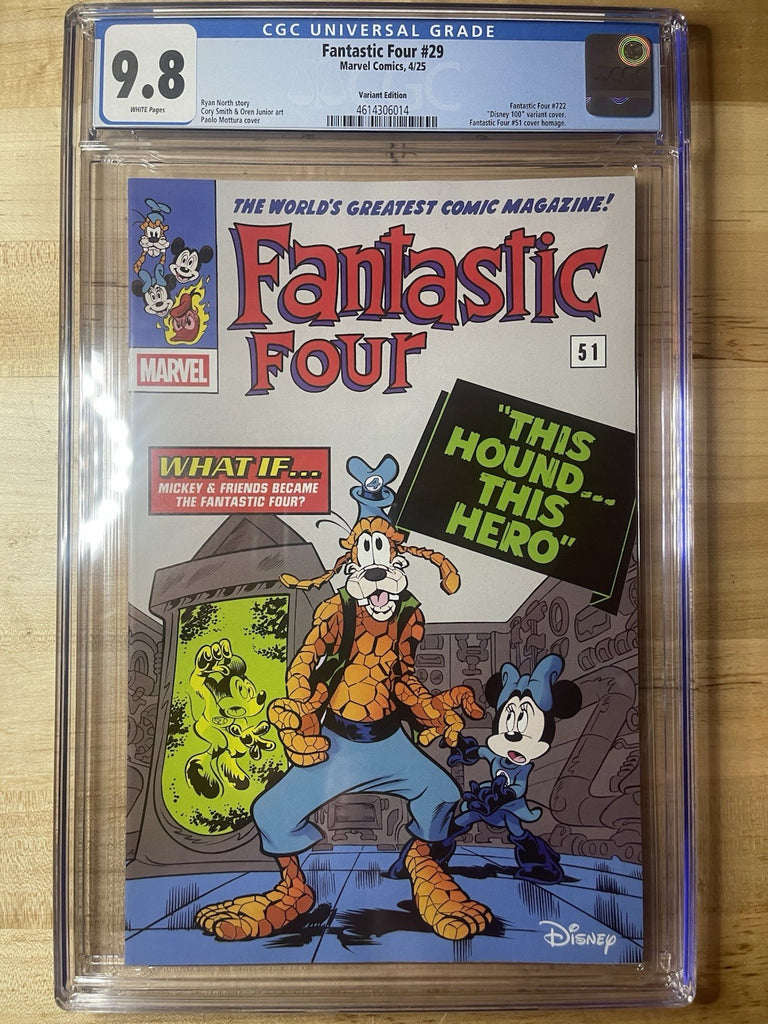 CGC UNIVERSAL GRADE
9.8
WHITE Pages
Fantastic Four #29
Marvel Comics, 4/25
Variant Edition
4614306014
Ryan North story
Cory Smith & Oren Junior art
Paolo Mottura cover
Fantastic Four #722
"Disney 100" variant cover.
Fantastic Four #51 cover homage.
CGC
THE WORLD'S GREATEST COMIC MAGAZINE!
Fantastic
Four
MARVEL
51
"THIS
HOUND...
THIS
HERO"
WHAT IF...
MICKEY & FRIENDS BECAME
THE FANTASTIC FOUR?
4
Disney